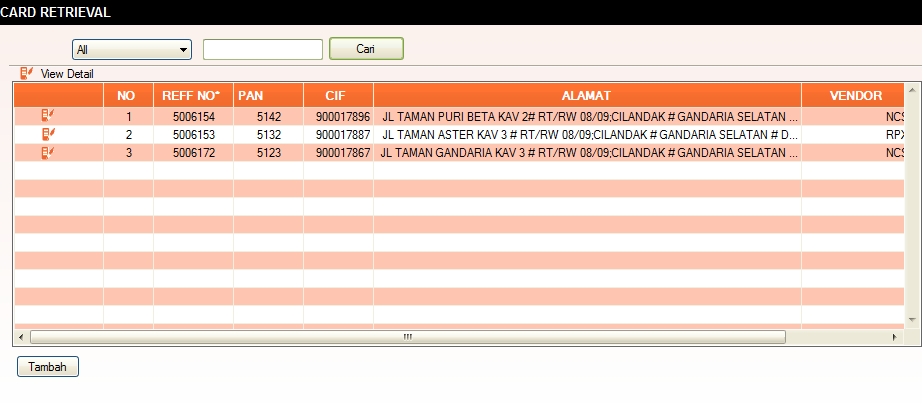 CARD RETRIEVAL
All Cari
View Detail
NO REFF NO* PAN CIF ALAMAT VENDOR
1 5006154 5142 900017896 JL TAMAN PURI BETA KAV 2# RT/RW 08/09;CILANDAK # GANDARIA SELATAN ... NCS
2 5006153 5132 900017887 JL TAMAN ASTER KAV 3 # RT/RW 08/09;CILANDAK # GANDARIA SELATAN # D... RPX
3 5006172 5123 900017867 JL TAMAN GANDARIA KAV 3 # RT/RW 08/09;CILANDAK # GANDARIA SELATAN ... NCS
Tambah